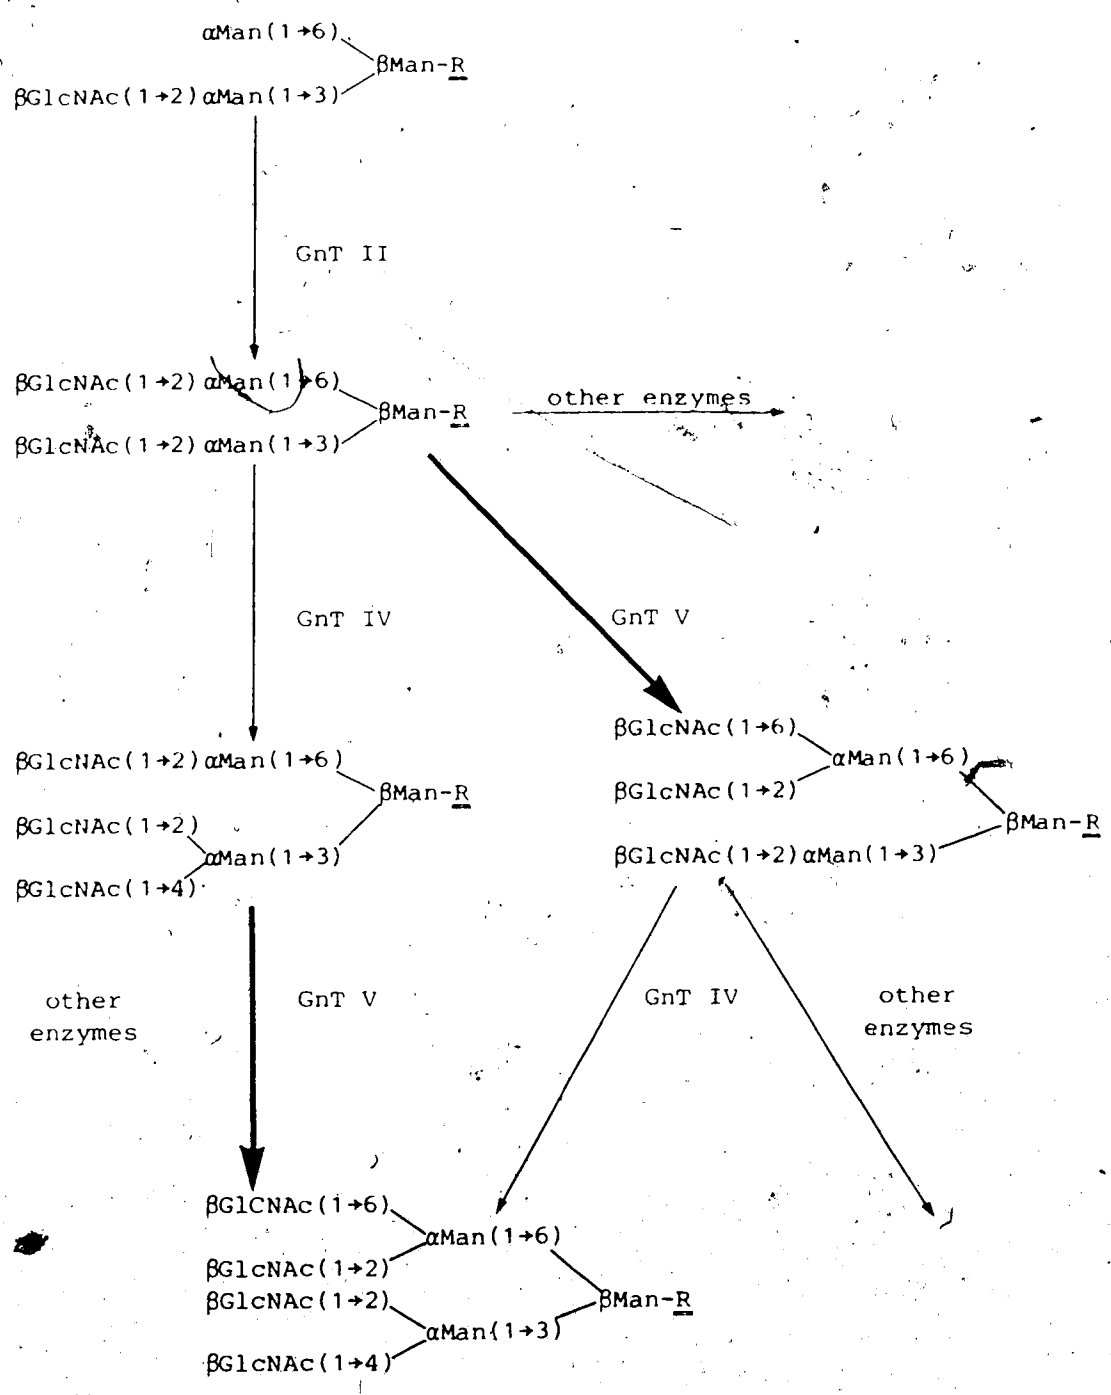 αMan(1→6)
βMan-R
βGlcNAc(1→2)αMan(1→3)
GnT II
βGlcNAc(1→2)αMan(1→6)
other enzymes
βMan-R
βGlcNAc(1→2)αMan(1→3)
GnT IV
GnT V
βGlcNAc(1→2)αMan(1→6)
βMan-R
βGlcNAc(1→2)
αMan(1→3)
βGlcNAc(1→4)
βGlcNAc(1→6)
αMan(1→6)
βGlcNAc(1→2)
βMan-R
βGlcNAc(1→2)αMan(1→3)
other
enzymes
GnT V
GnT IV
other
enzymes
βGlCNAc(1→6)
αMan(1→6)
βGlcNAc(1→2)
βGlcNAc(1→2)
βMan-R
αMan(1→3)
βGlcNAc(1→4)